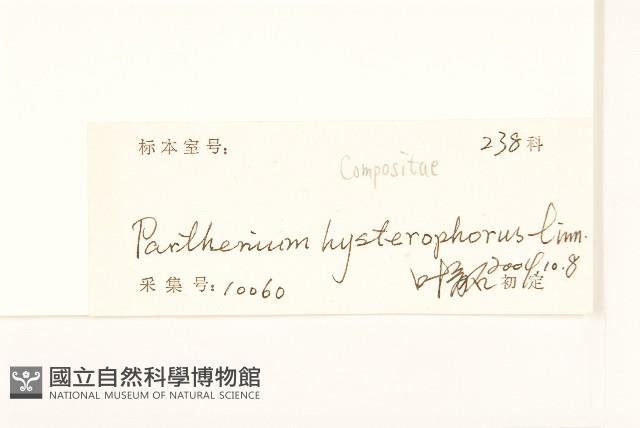 标本室号: 238科
Compositae
Parthenium hysterophorus Linn.
采集号: 10060 叶 2004.10.8
初定
國立自然科學博物館
NATIONAL MUSEUM OF NATURAL SCIENCE